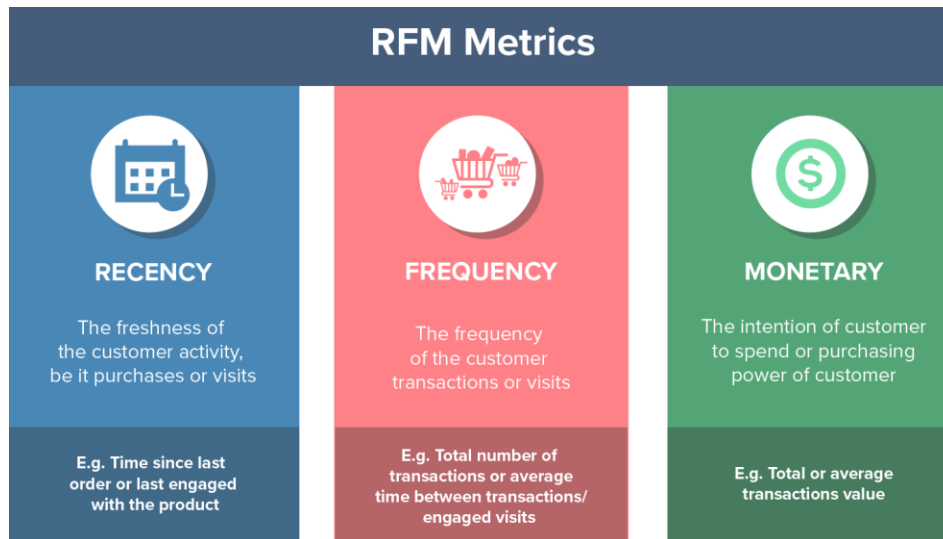 RFM Metrics
RECENCY
The freshness of
the customer activity,
be it purchases or visits
E.g. Time since last
order or last engaged
with the product
FREQUENCY
The frequency
of the customer
transactions or visits
E.g. Total number of
transactions or average
time between transactions/
engaged visits
$
MONETARY
The intention of customer
to spend or purchasing
power of customer
E.g. Total or average
transactions value